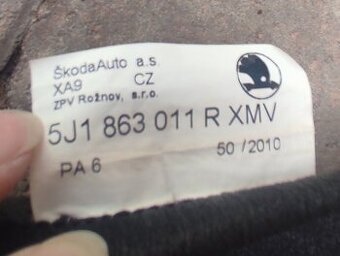 ŠkodaAuto a.s.
XA9 CZ
ZPV Rožnov, s.r.o.
5J1 863 011 R XMV
PA 6 50/2010